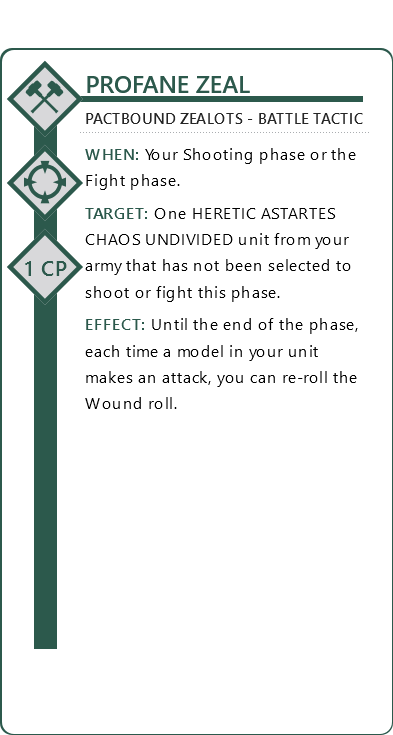 PROFANE ZEAL
PACTBOUND ZEALOTS - BATTLE TACTIC
WHEN: Your Shooting phase or the
Fight phase.
TARGET: One HERETIC ASTARTES
CHAOS UNDIVIDED unit from your
army that has not been selected to
shoot or fight this phase.
1 CP
EFFECT: Until the end of the phase,
each time a model in your unit
makes an attack, you can re-roll the
Wound roll.